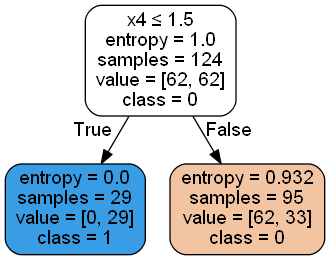 x4 ≤ 1.5
entropy = 1.0
samples = 124
value = [62, 62]
class = 0
True
False
entropy = 0.0
samples = 29
value = [0, 29]
class = 1
entropy = 0.932
samples = 95
value = [62, 33]
class = 0